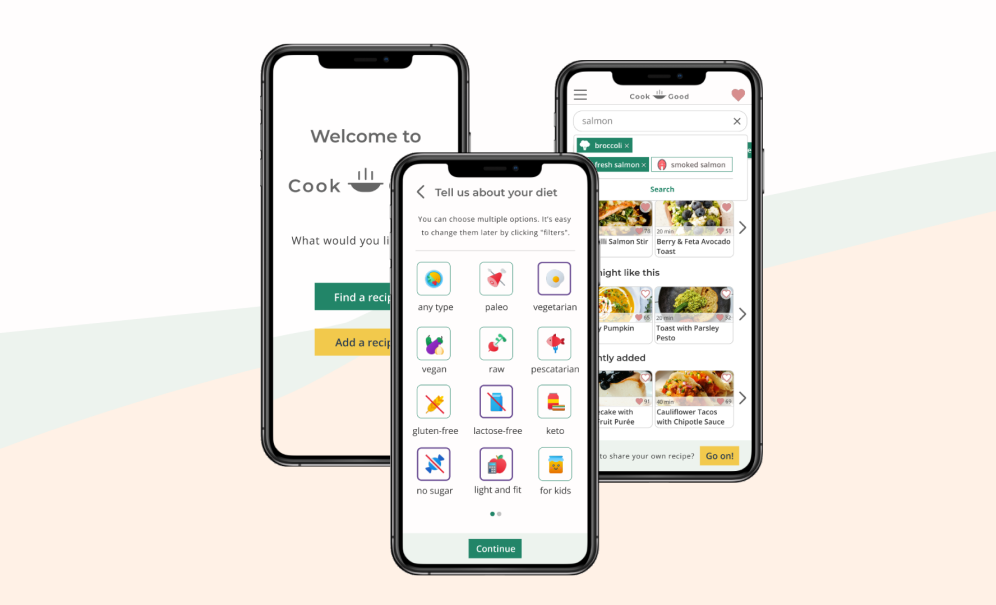 Welcome to
Cook
What would you li
Find a recip
Add a recip
Tell us about your diet
You can choose multiple options. It's easy
to change them later by clicking "filters".
any type
paleo
vegetarian
vegan
raw
pescatarian
gluten-free
lactose-free
keto
no sugar
light and fit
for kids
Continue
Cook Good
salmon
broccoli ×
fresh salmon ×
smoked salmon
Search
78
20 min
51
illi Salmon Stir
Berry & Feta Avocado
Toast
might like this
65
20 min
y Pumpkin
Toast with Parsley
Pesto
ntly added
91
40 min
cake with
Fruit Purée
Cauliflower Tacos
with Chipotle Sauce
to share your own recipe?
Go on!